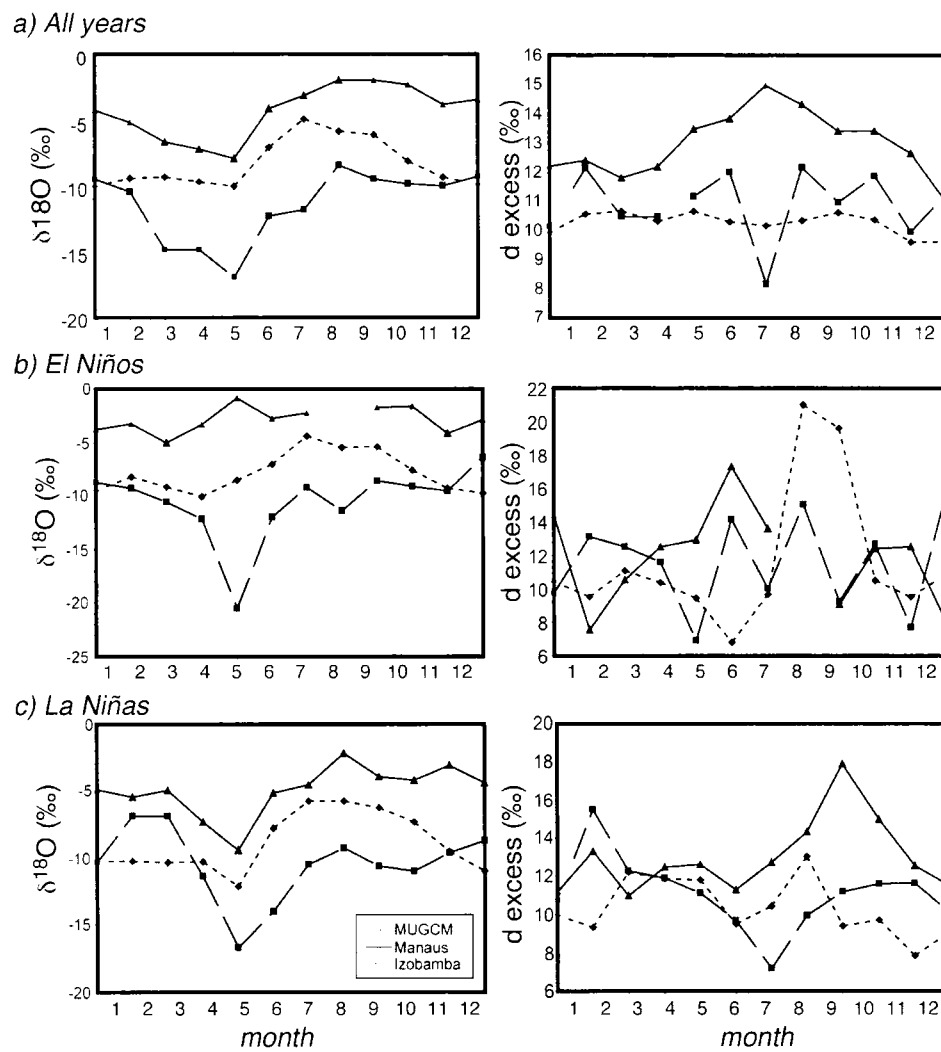 a) All years
0
-5
-10
-15
-20
δ18O (‰)
1 2 3 4 5 6 7 8 9 10 11 12
16
15
14
13
12
11
10
9
8
7
d excess (‰)
1 2 3 4 5 6 7 8 9 10 11 12
b) El Niños
0
-5
-10
-15
-20
-25
δ¹⁸O (‰)
1 2 3 4 5 6 7 8 9 10 11 12
22
20
18
16
14
12
10
8
6
d excess (‰)
1 2 3 4 5 6 7 8 9 10 11 12
c) La Niñas
0
-5
-10
-15
-20
δ¹⁸O (‰)
MUGCM
Manaus
Izobamba
1 2 3 4 5 6 7 8 9 10 11 12
month
20
18
16
14
12
10
8
6
d excess (‰)
1 2 3 4 5 6 7 8 9 10 11 12
month